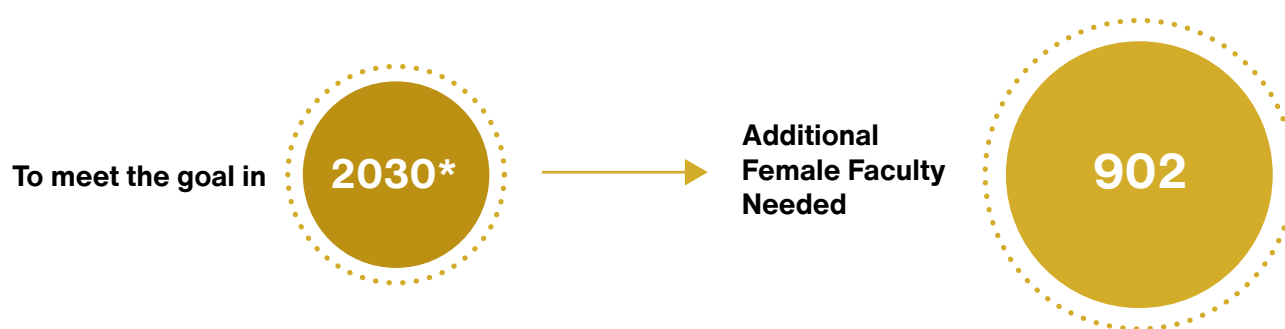 To meet the goal in
2030*
Additional
Female Faculty
Needed
902